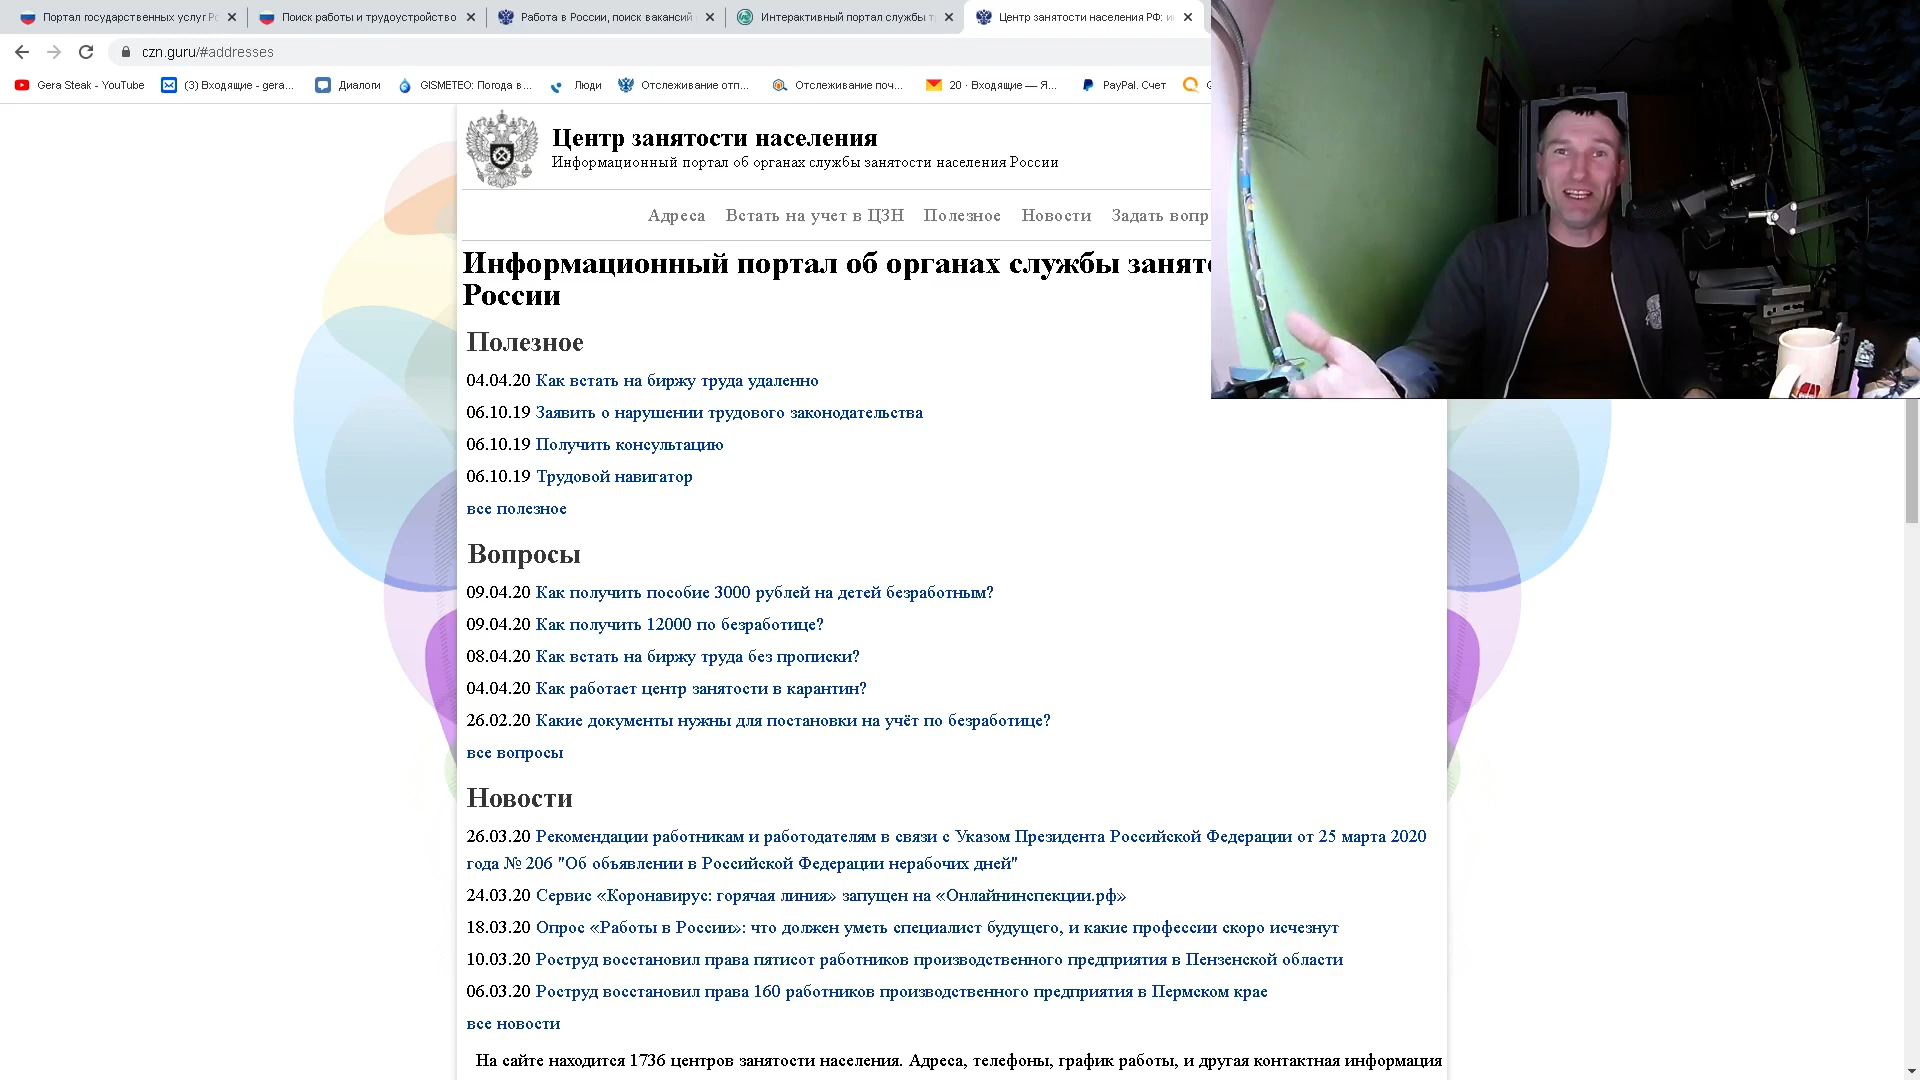 Портал государственных услуг Р
Поиск работы и трудоустройство
Работа в России, поиск вакансий
Интерактивный портал службы т
Центр занятости населения РФ: и
czn.guru/#addresses
Gera Steak - YouTube
(3) Входящие - gera...
Диалоги
GISMETEO: Погода в...
Люди
Отслеживание отп...
Отслеживание поч...
20 · Входящие — Я...
PayPal. Счет
Центр занятости населения
Информационный портал об органах службы занятости населения России
Адреса Встать на учет в ЦЗН Полезное Новости Задать вопр
Информационный портал об органах службы занято
России
Полезное
04.04.20 Как встать на биржу труда удаленно
06.10.19 Заявить о нарушении трудового законодательства
06.10.19 Получить консультацию
06.10.19 Трудовой навигатор
все полезное
Вопросы
09.04.20 Как получить пособие 3000 рублей на детей безработным?
09.04.20 Как получить 12000 по безработице?
08.04.20 Как встать на биржу труда без прописки?
04.04.20 Как работает центр занятости в карантин?
26.02.20 Какие документы нужны для постановки на учёт по безработице?
все вопросы
Новости
26.03.20 Рекомендации работникам и работодателям в связи с Указом Президента Российской Федерации от 25 марта 2020
года № 206 "Об объявлении в Российской Федерации нерабочих дней"
24.03.20 Сервис «Коронавирус: горячая линия» запущен на «Онлайнинспекции.рф»
18.03.20 Опрос «Работы в России»: что должен уметь специалист будущего, и какие профессии скоро исчезнут
10.03.20 Роструд восстановил права пятисот работников производственного предприятия в Пензенской области
06.03.20 Роструд восстановил права 160 работников производственного предприятия в Пермском крае
все новости
На сайте находится 1736 центров занятости населения. Адреса, телефоны, график работы, и другая контактная информация